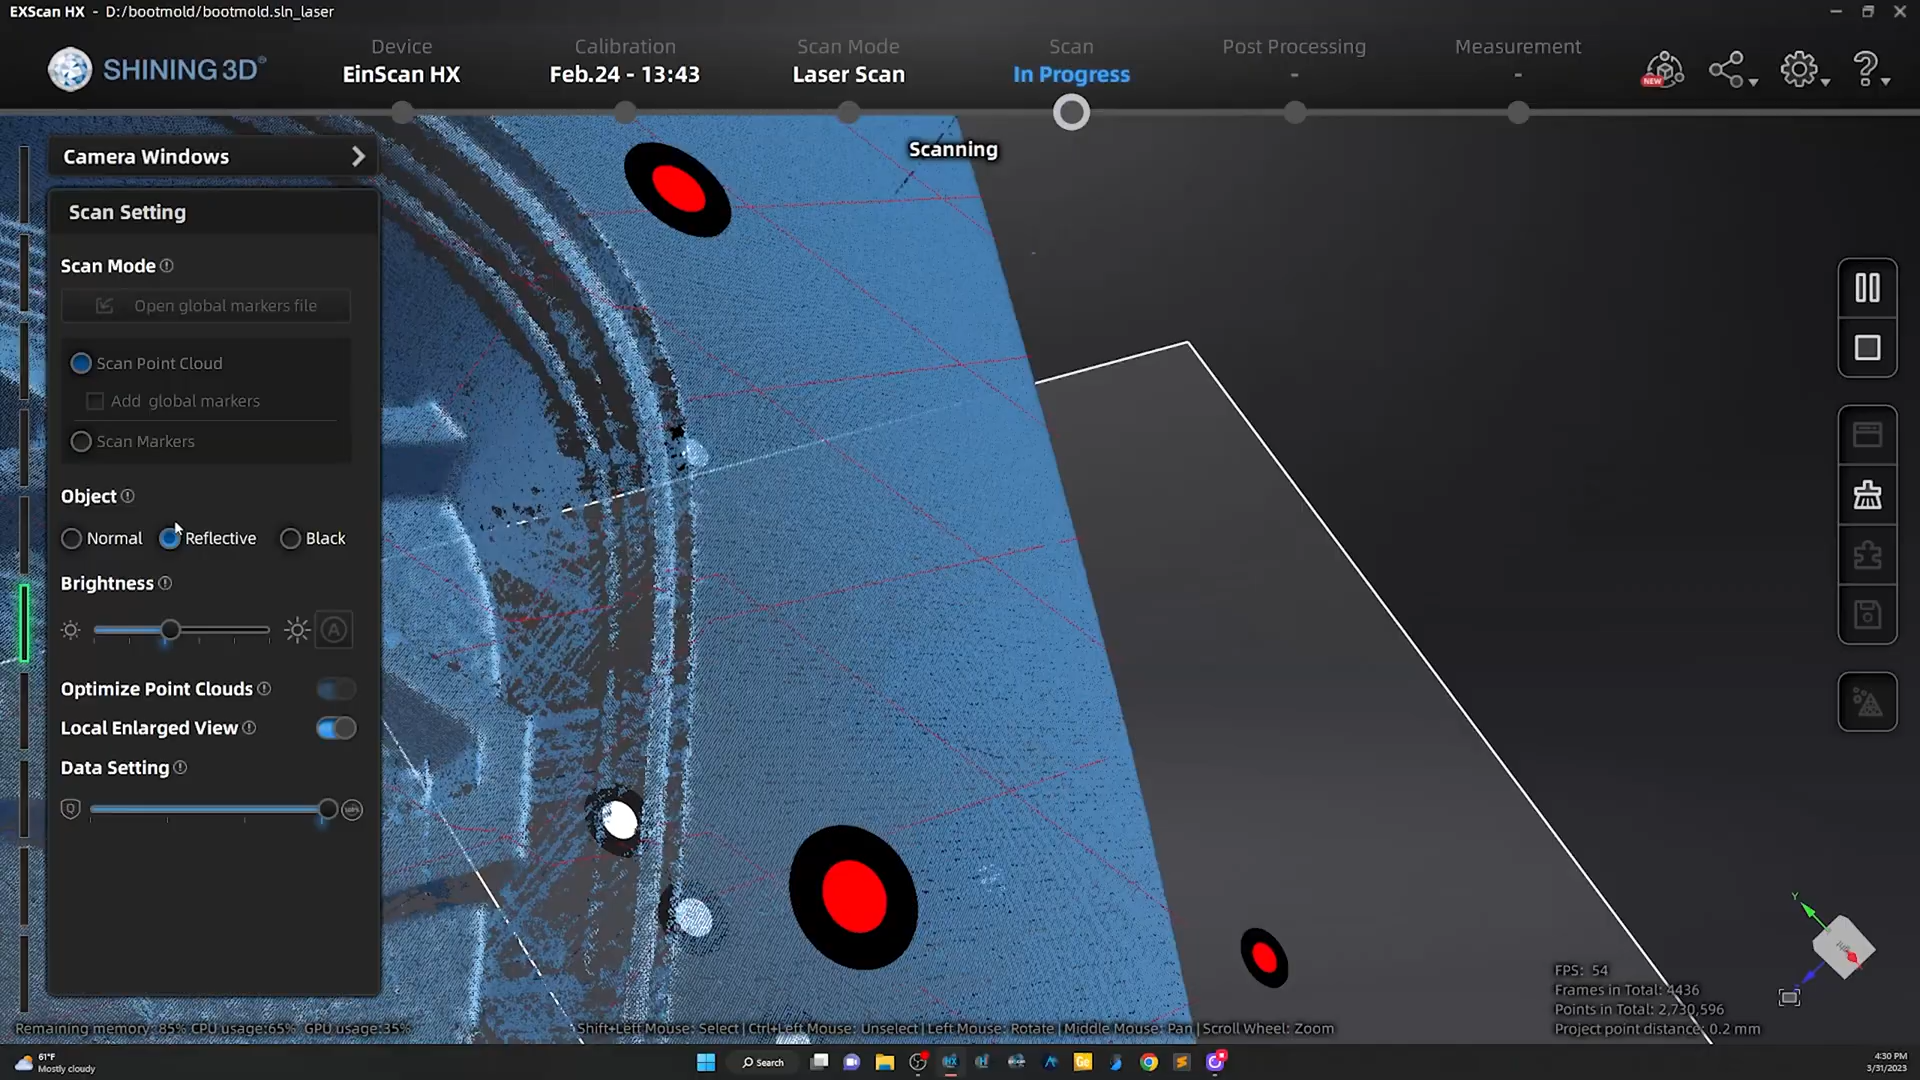 EXScan HX - D:/bootmold/bootmold.sln_laser
SHINING 3D®
Device
EinScan HX
Calibration
Feb.24 - 13:43
Scan Mode
Laser Scan
Scan
In Progress
Post Processing
-
Measurement
-
NEW
Scanning
Camera Windows
Scan Setting
Scan Mode
Open global markers file
Scan Point Cloud
Add global markers
Scan Markers
Object
Normal
Reflective
Black
Brightness
A
Optimize Point Clouds
Local Enlarged View
Data Setting
Q
Y
FPS: 54
Frames in Total: 4436
Points in Total: 2,730,596
Project point distance: 0.2 mm
Remaining memory: 85% CPU usage:65% GPU usage:35%
Shift+Left Mouse: Select | Ctrl+Left Mouse: Unselect | Left Mouse: Rotate | Middle Mouse: Pan | Scroll Wheel: Zoom
61°F
Mostly cloudy
Search
Ge
4:30 PM
3/31/2023